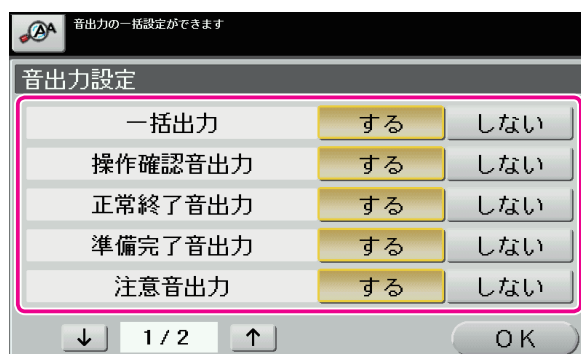 音出力の一括設定ができます
音出力設定
一括出力 する しない
操作確認音出力 する しない
正常終了音出力 する しない
準備完了音出力 する しない
注意音出力 する しない
↓ 1/2 ↑ OK